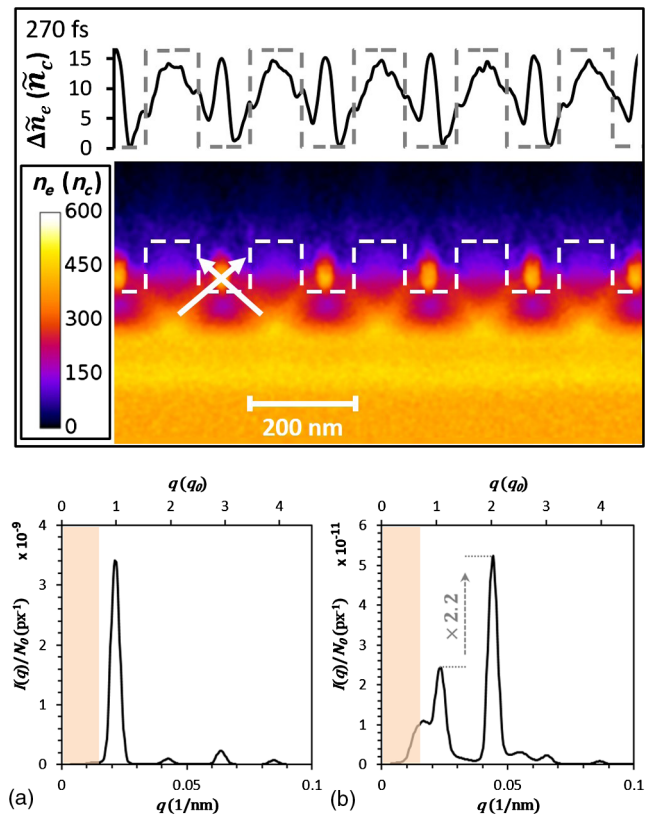 270 fs
Δñₑ (ñ_c)
15
10
5
0
nₑ (n_c)
600
450
300
150
0
200 nm
q (q₀)
0 1 2 3 4
x 10⁻⁹
I(q)/N₀ (px⁻¹)
4
3
2
1
0
0 0.05 0.1
(a)
q (1/nm)
q (q₀)
0 1 2 3 4
x 10⁻¹¹
I(q)/N₀ (px⁻¹)
6
5
4
3
2
1
0
× 2.2
0 0.05 0.1
(b)
q (1/nm)